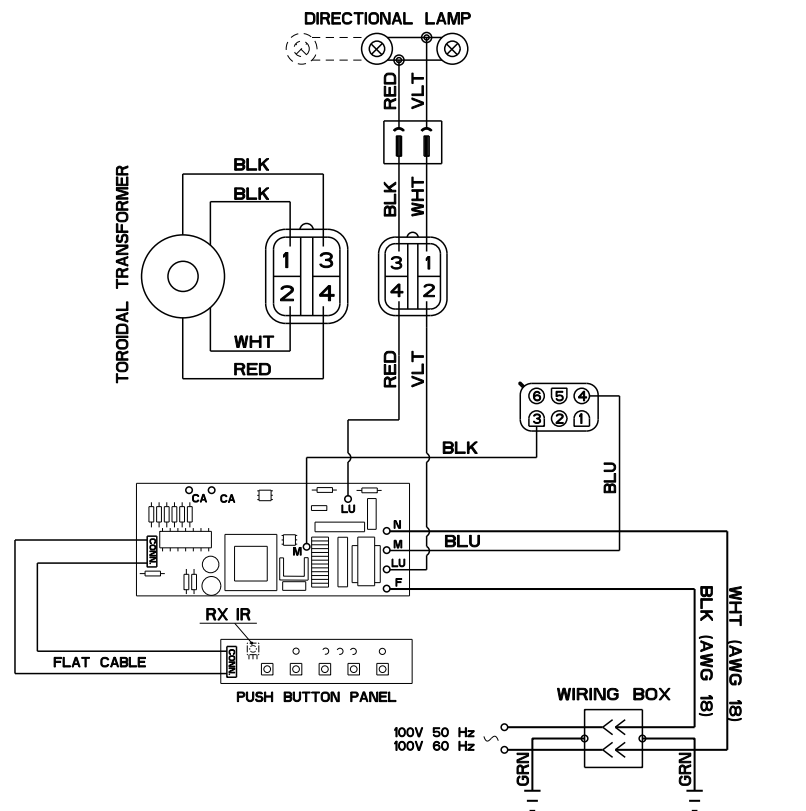 DIRECTIONAL LAMP
RED
VLT
BLK
WHT
TOROIDAL TRANSFORMER
BLK
BLK
1 3
2 4
3 1
4 2
WHT
RED
RED
VLT
6 5 4
3 2 1
BLK
BLU
CA CA
LU
N
M
BLU
M
LU
F
CONN.
BLK (AWG 18)
WHT (AWG 18)
RX IR
FLAT CABLE
CONN.
PUSH BUTTON PANEL
WIRING BOX
100V 50 Hz
100V 60 Hz
GRN
GRN